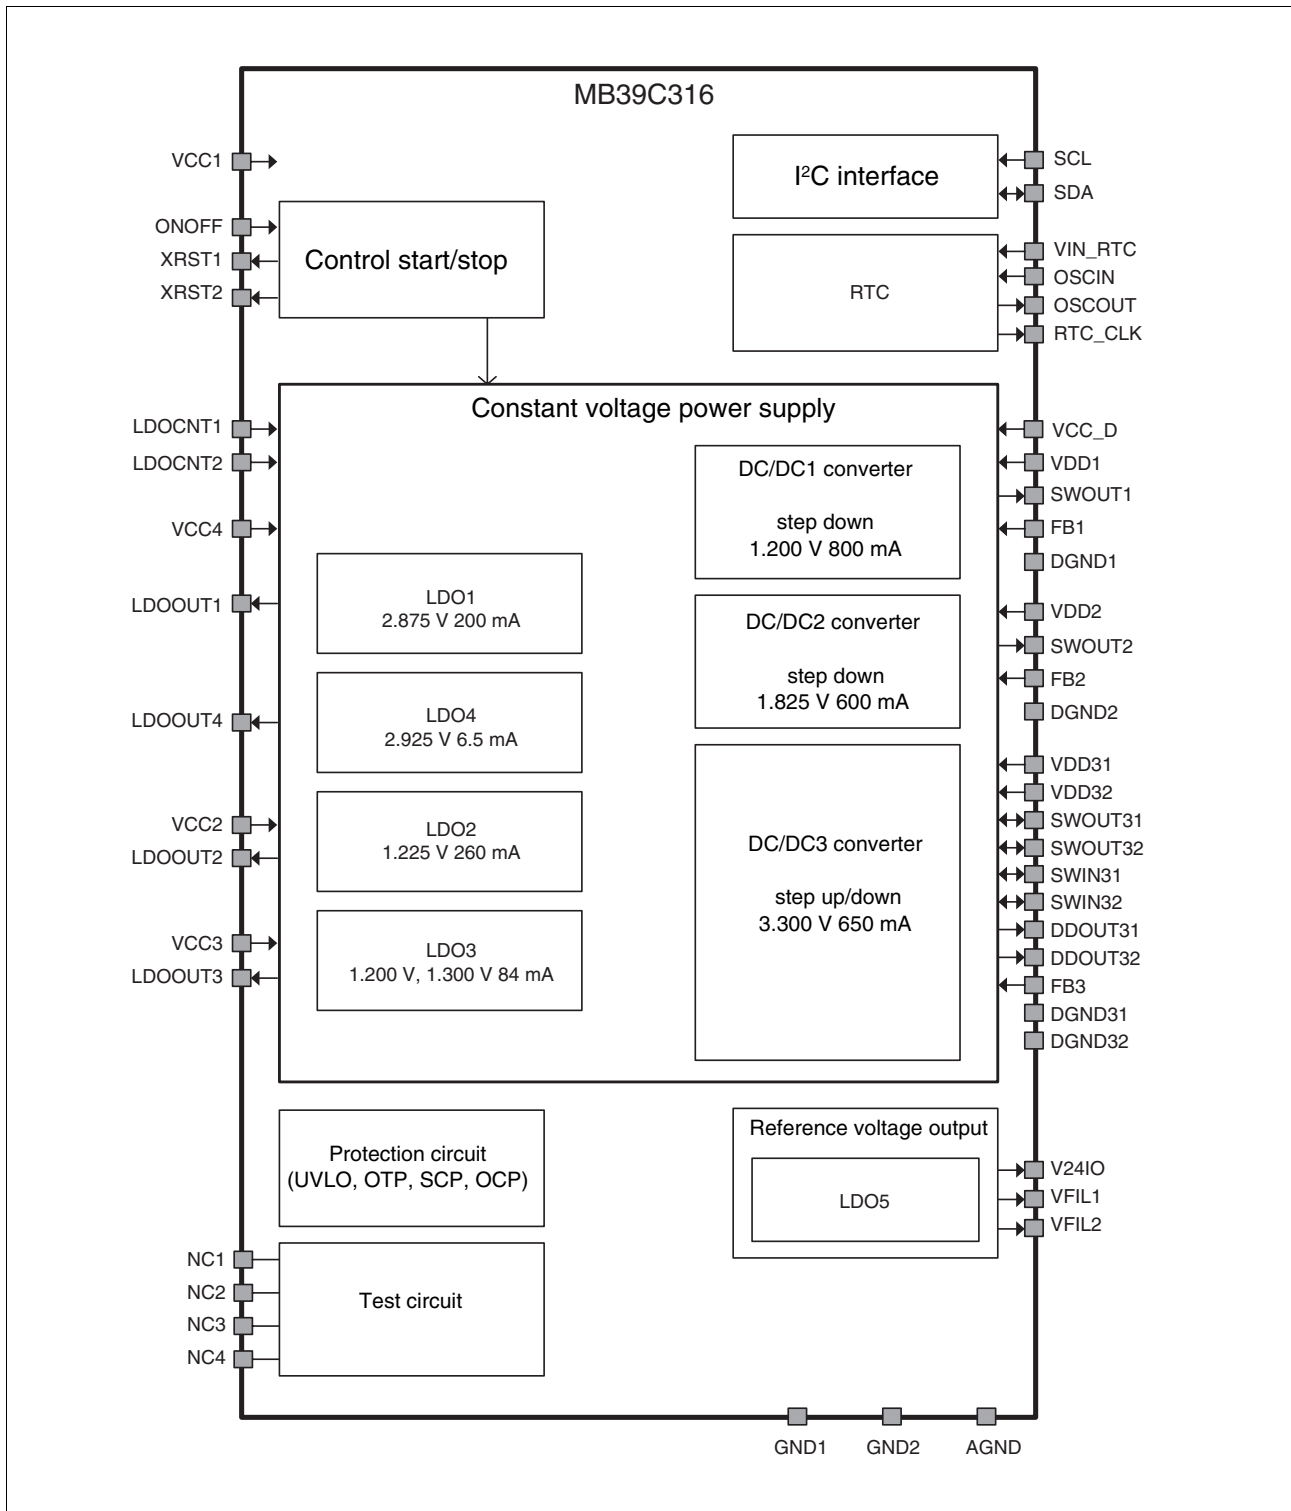 MB39C316
VCC1
ONOFF
XRST1
XRST2
Control start/stop
I²C interface
SCL
SDA
RTC
VIN_RTC
OSCIN
OSCOUT
RTC_CLK
Constant voltage power supply
LDOCNT1
LDOCNT2
VCC4
LDOOUT1
LDOOUT4
VCC2
LDOOUT2
VCC3
LDOOUT3
LDO1
2.875 V 200 mA
LDO4
2.925 V 6.5 mA
LDO2
1.225 V 260 mA
LDO3
1.200 V, 1.300 V 84 mA
DC/DC1 converter
step down
1.200 V 800 mA
DC/DC2 converter
step down
1.825 V 600 mA
DC/DC3 converter
step up/down
3.300 V 650 mA
VCC_D
VDD1
SWOUT1
FB1
DGND1
VDD2
SWOUT2
FB2
DGND2
VDD31
VDD32
SWOUT31
SWOUT32
SWIN31
SWIN32
DDOUT31
DDOUT32
FB3
DGND31
DGND32
Protection circuit
(UVLO, OTP, SCP, OCP)
Reference voltage output
LDO5
V24IO
VFIL1
VFIL2
NC1
NC2
NC3
NC4
Test circuit
GND1
GND2
AGND